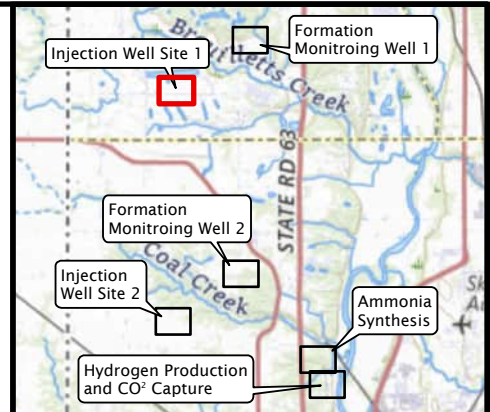 Formation
Monitroing Well 1
Injection Well Site 1
Brouilletts Creek
STATE RD 63
Formation
Monitroing Well 2
Coal Creek
Injection
Well Site 2
Ammonia
Synthesis
Hydrogen Production
and CO² Capture